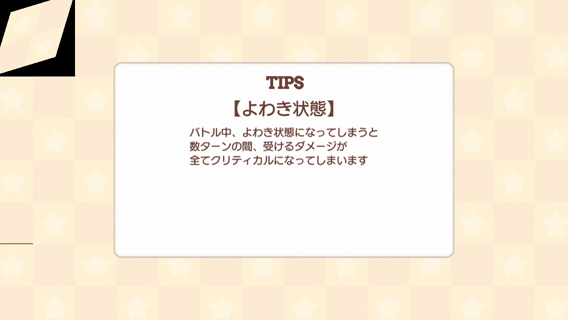 TIPS
【よわき状態】
バトル中、よわき状態になってしまうと
数ターンの間、受けるダメージが
全てクリティカルになってしまいます